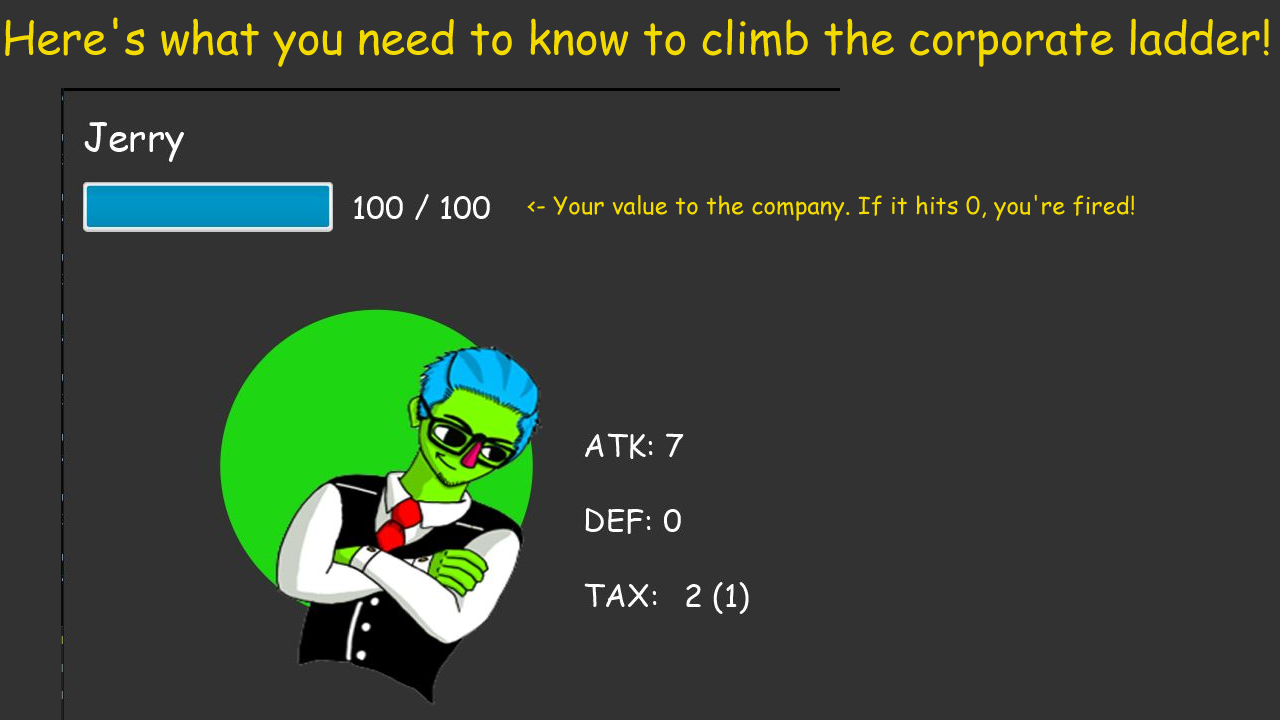 Here's what you need to know to climb the corporate ladder!
Jerry
100 / 100 <- Your value to the company. If it hits 0, you're fired!
ATK: 7
DEF: 0
TAX: 2 (1)